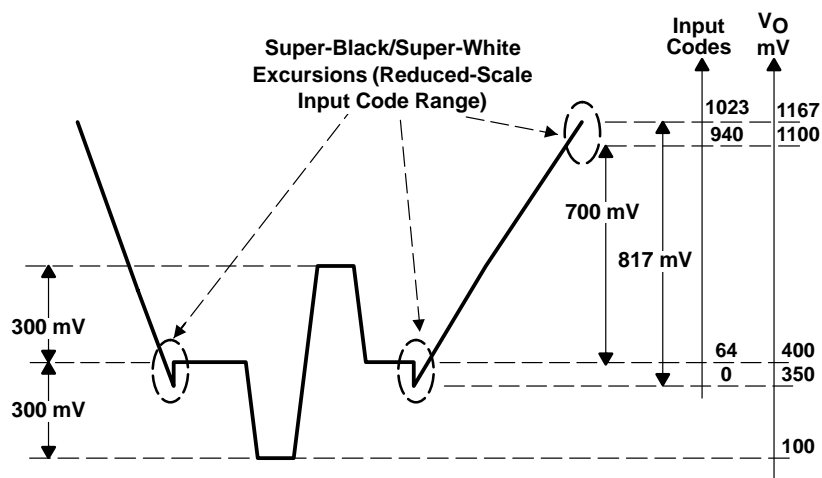 Super-Black/Super-White
Excursions (Reduced-Scale
Input Code Range)
Input
Codes
VO
mV
1023
1167
940
1100
700 mV
817 mV
300 mV
64
400
0
350
300 mV
100